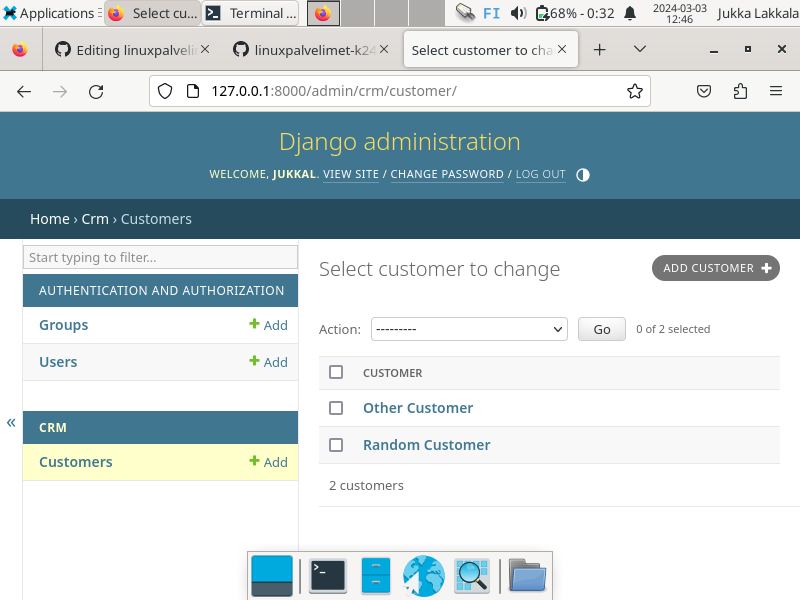 Applications
Select cu...
Terminal ...
FI
68% - 0:32
2024-03-03
12:46
Jukka Lakkala
Editing linuxpalveli
linuxpalvelimet-k24
Select customer to cha
127.0.0.1:8000/admin/crm/customer/
Django administration
WELCOME, JUKKAL. VIEW SITE / CHANGE PASSWORD / LOG OUT
Home › Crm › Customers
Start typing to filter...
AUTHENTICATION AND AUTHORIZATION
Groups + Add
Users + Add
«
CRM
Customers + Add
Select customer to change
ADD CUSTOMER +
Action: --------- Go 0 of 2 selected
CUSTOMER
Other Customer
Random Customer
2 customers